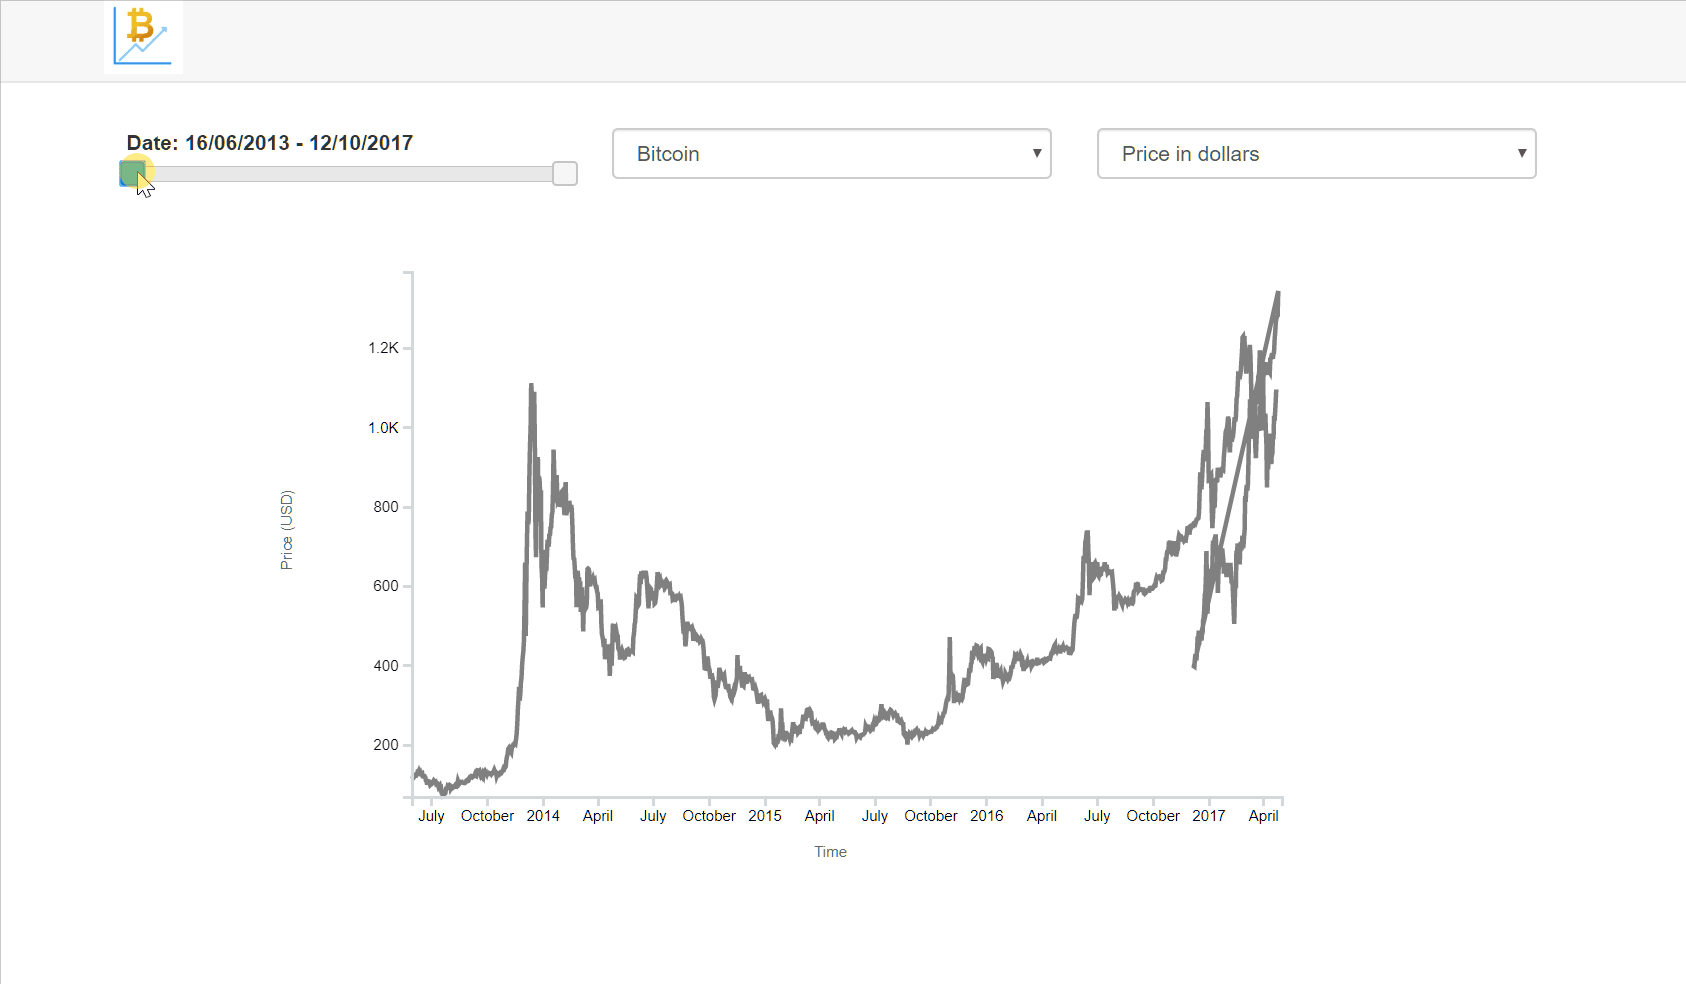 Date: 16/06/2013 - 12/10/2017
Bitcoin
Price in dollars
1.2K
1.0K
800
600
400
200
Price (USD)
July October 2014 April July October 2015 April July October 2016 April July October 2017 April
Time